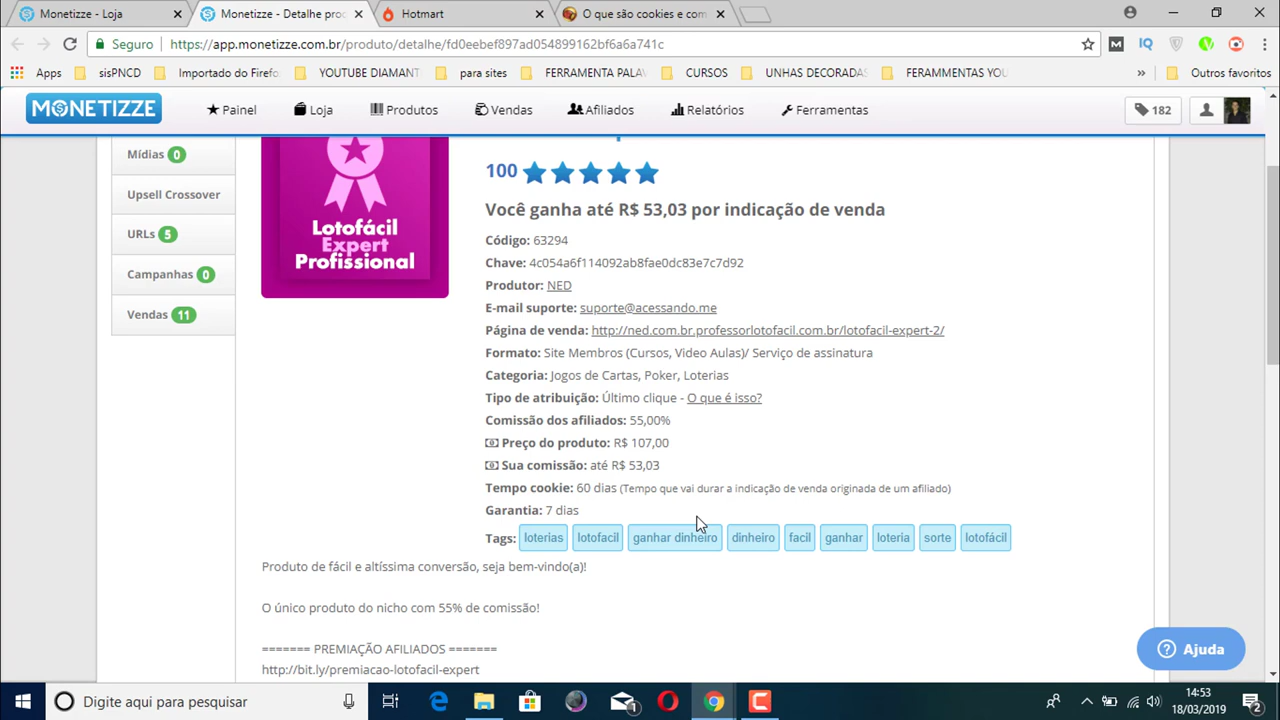 Monetizze - Loja
Monetizze - Detalhe pro
Hotmart
O que são cookies e com
Seguro
https://app.monetizze.com.br/produto/detalhe/fd0eebef897ad054899162bf6a6a741c
Apps
sisPNCD
Importado do Firefo
YOUTUBE DIAMANT
para sites
FERRAMENTA PALA
CURSOS
UNHAS DECORADAS
FERAMMENTAS YOU
»
Outros favoritos
MONETIZZE
Painel
Loja
Produtos
Vendas
Afiliados
Relatórios
Ferramentas
182
Mídias 0
Upsell Crossover
URLs 5
Campanhas 0
Vendas 11
Lotofácil
Expert
Profissional
100
Você ganha até R$ 53,03 por indicação de venda
Código: 63294
Chave: 4c054a6f114092ab8fae0dc83e7c7d92
Produtor: NED
E-mail suporte: suporte@acessando.me
Página de venda: http://ned.com.br.professorlotofacil.com.br/lotofacil-expert-2/
Formato: Site Membros (Cursos, Video Aulas)/ Serviço de assinatura
Categoria: Jogos de Cartas, Poker, Loterias
Tipo de atribuição: Último clique - O que é isso?
Comissão dos afiliados: 55,00%
Preço do produto: R$ 107,00
Sua comissão: até R$ 53,03
Tempo cookie: 60 dias (Tempo que vai durar a indicação de venda originada de um afiliado)
Garantia: 7 dias
Tags: loterias lotofacil ganhar dinheiro dinheiro facil ganhar loteria sorte lotofácil
Produto de fácil e altíssima conversão, seja bem-vindo(a)!
O único produto do nicho com 55% de comissão!
======= PREMIAÇÃO AFILIADOS =======
http://bit.ly/premiacao-lotofacil-expert
Ajuda
Digite aqui para pesquisar
14:53
18/03/2019